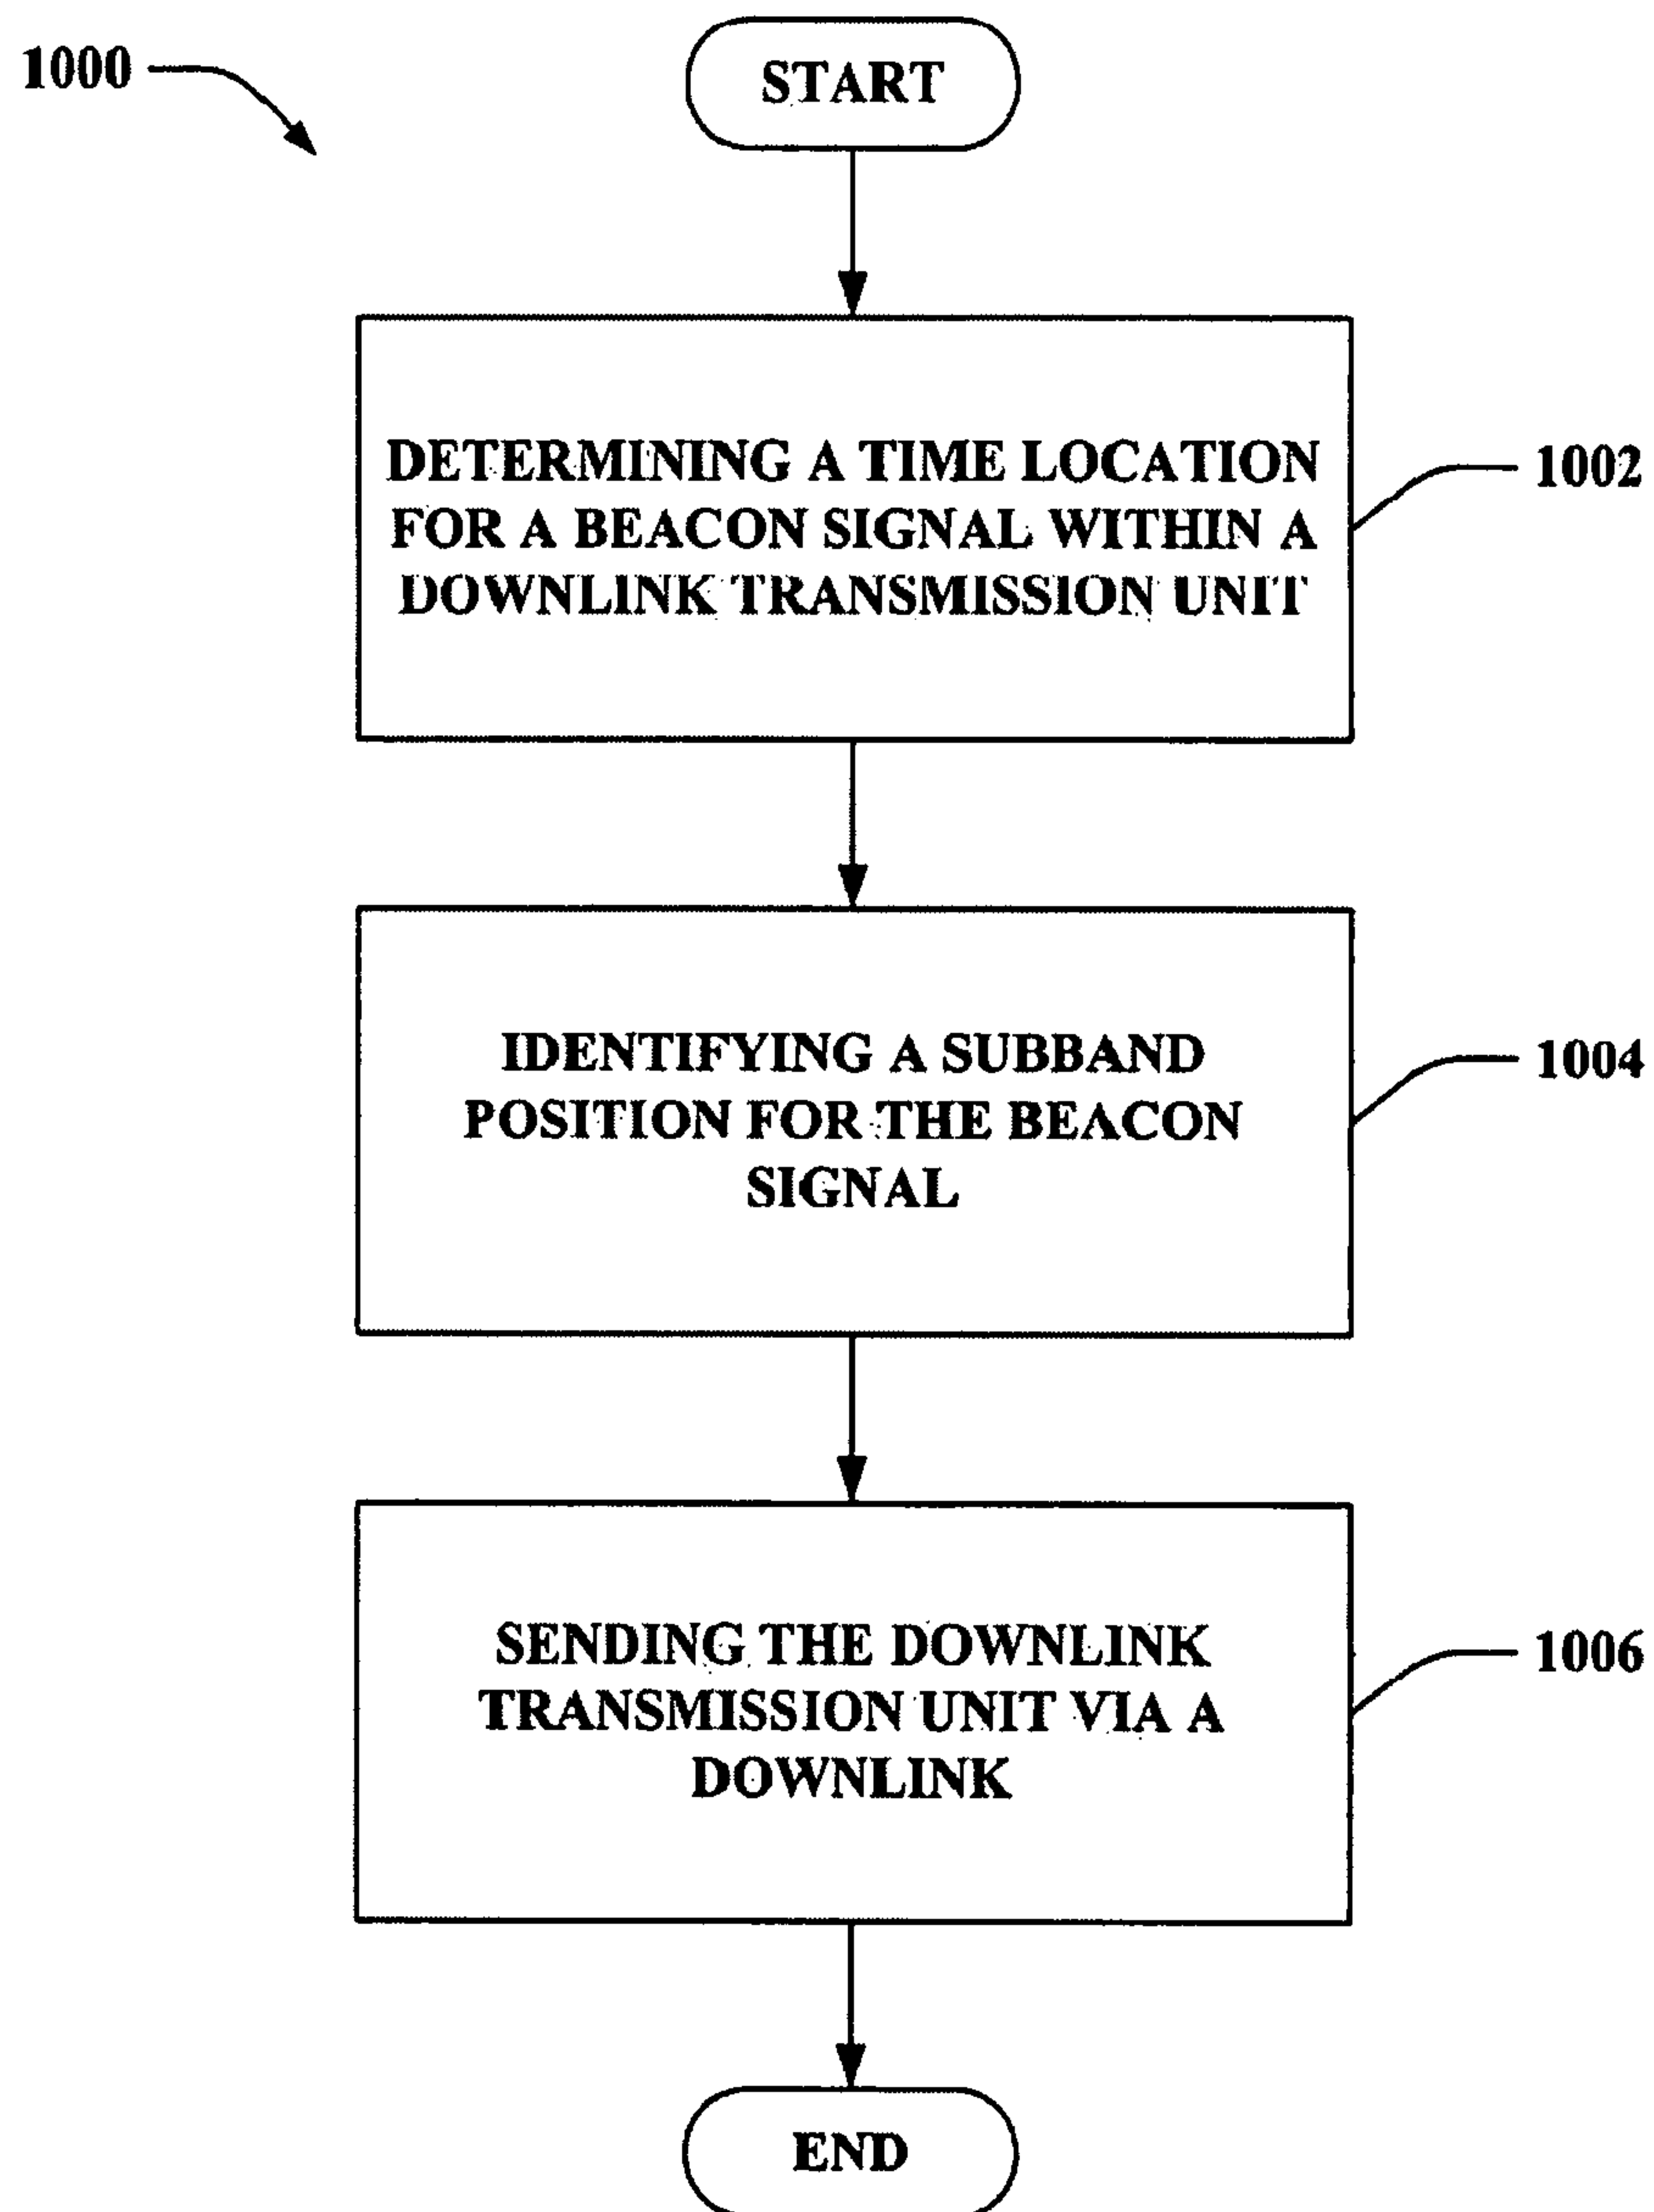 1000
START
DETERMINING A TIME LOCATION
FOR A BEACON SIGNAL WITHIN A
DOWNLINK TRANSMISSION UNIT
1002
IDENTIFYING A SUBBAND
POSITION FOR THE BEACON
SIGNAL
1004
SENDING THE DOWNLINK
TRANSMISSION UNIT VIA A
DOWNLINK
1006
END